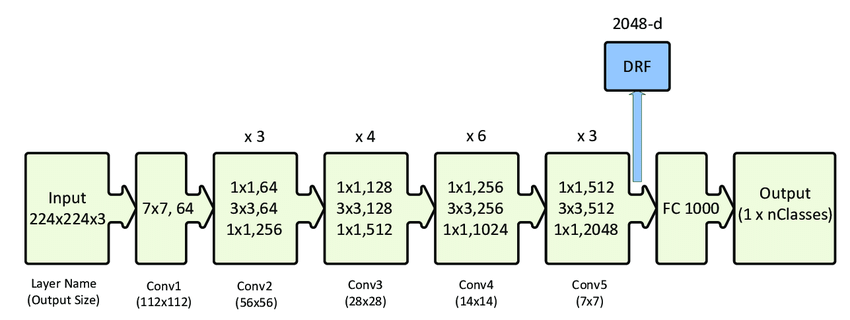 2048-d
DRF
x 3
x 4
x 6
x 3
Input
224x224x3
7x7, 64
1x1,64
3x3,64
1x1,256
1x1,128
3x3,128
1x1,512
1x1,256
3x3,256
1x1,1024
1x1,512
3x3,512
1x1,2048
FC 1000
Output
(1 x nClasses)
Layer Name
(Output Size)
Conv1
(112x112)
Conv2
(56x56)
Conv3
(28x28)
Conv4
(14x14)
Conv5
(7x7)